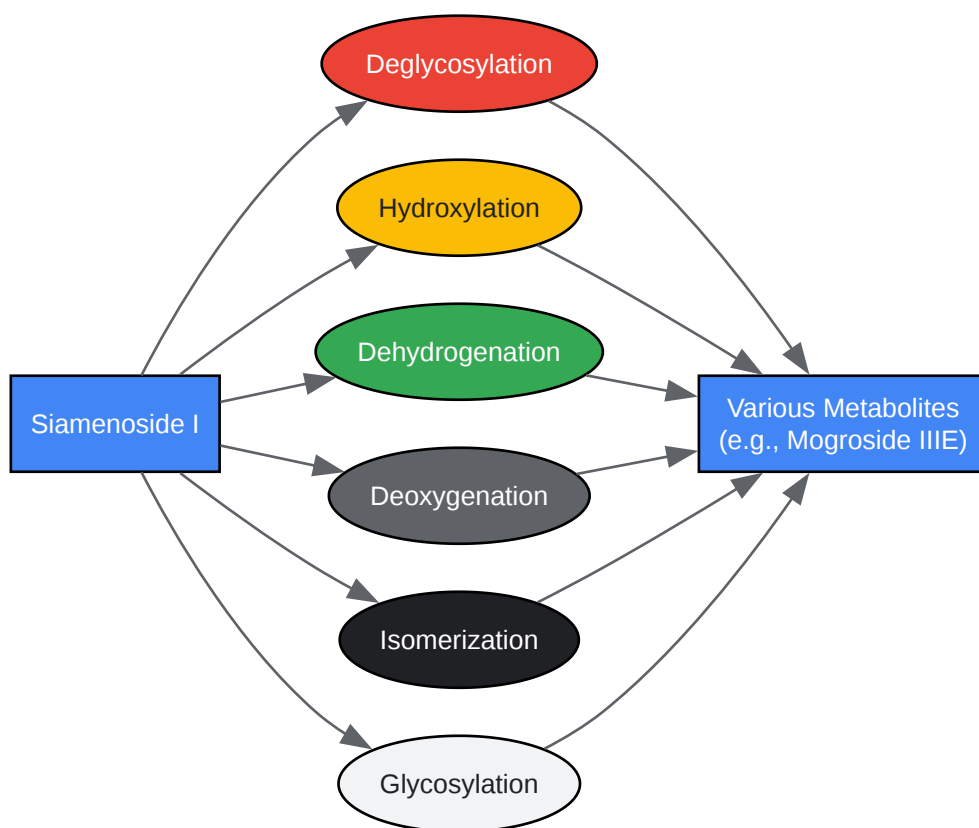 Deglycosylation
Hydroxylation
Dehydrogenation
Siamenoside I
Various Metabolites
(e.g., Mogroside IIIE)
Deoxygenation
Isomerization
Glycosylation